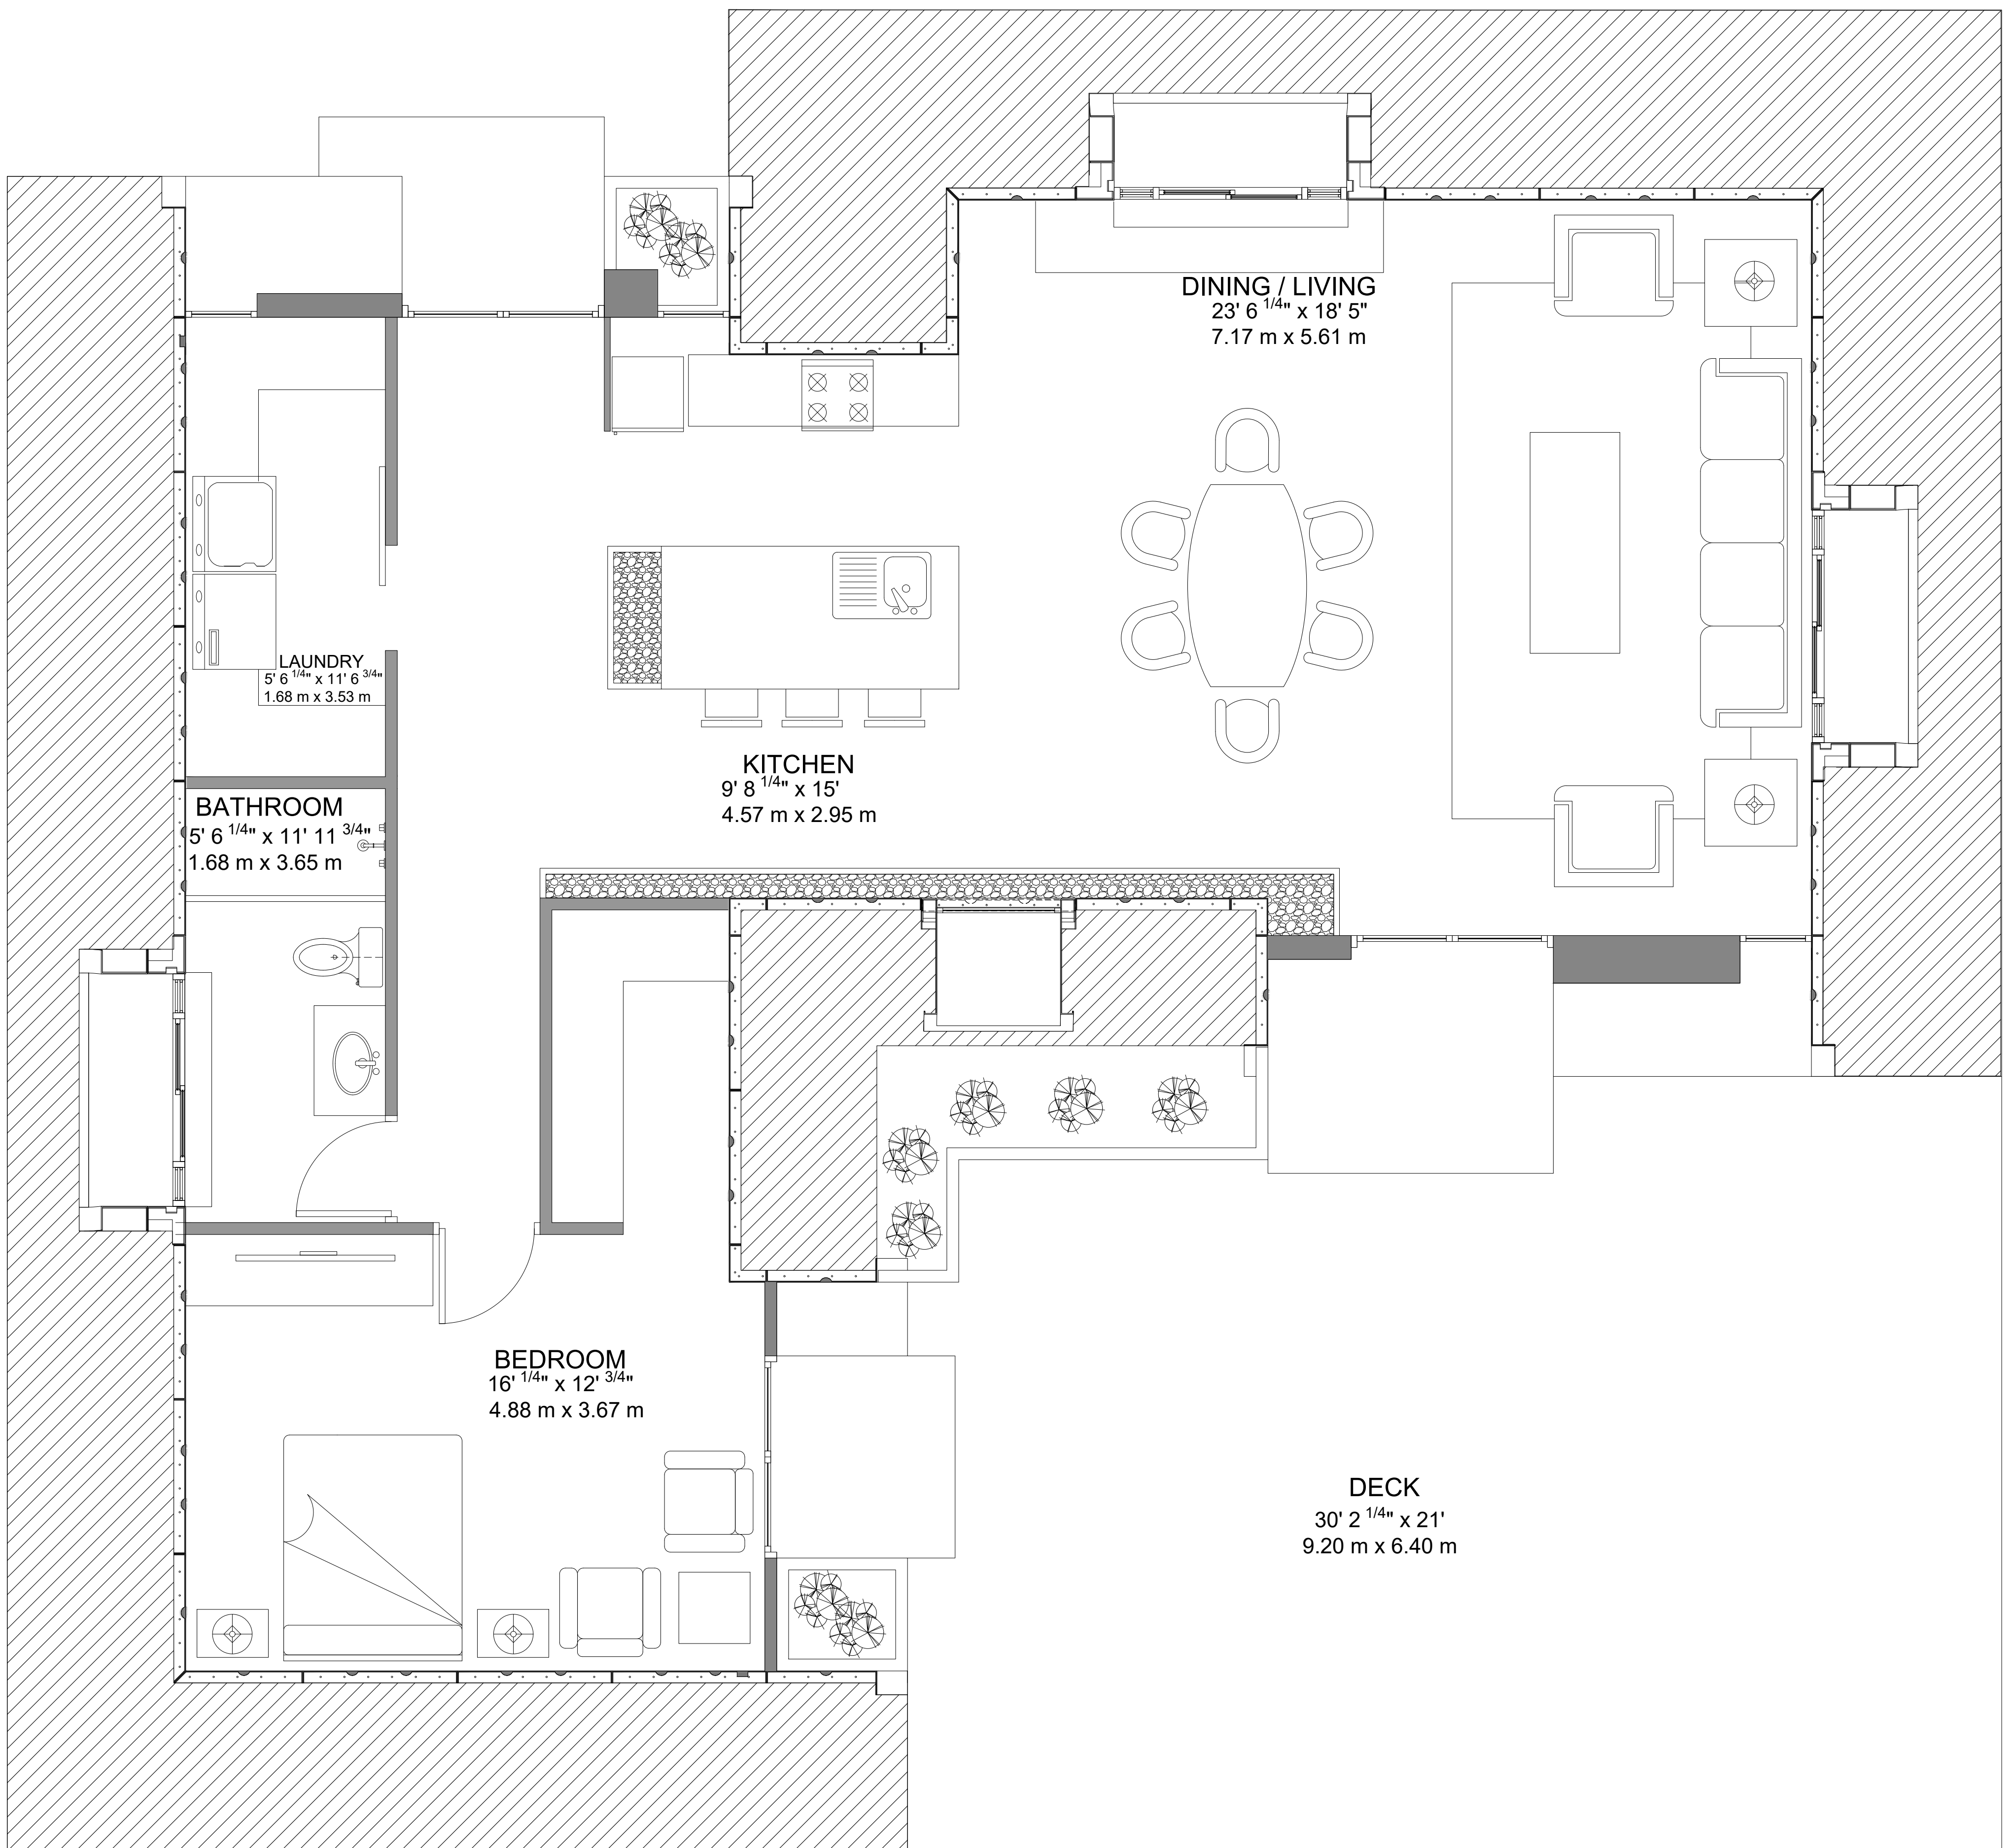 DINING / LIVING
23' 6 1/4" x 18' 5"
7.17 m x 5.61 m
LAUNDRY
5' 6 1/4" x 11' 6 3/4"
1.68 m x 3.53 m
KITCHEN
9' 8 1/4" x 15'
4.57 m x 2.95 m
BATHROOM
5' 6 1/4" x 11' 11 3/4"
1.68 m x 3.65 m
BEDROOM
16' 1/4" x 12' 3/4"
4.88 m x 3.67 m
DECK
30' 2 1/4" x 21'
9.20 m x 6.40 m